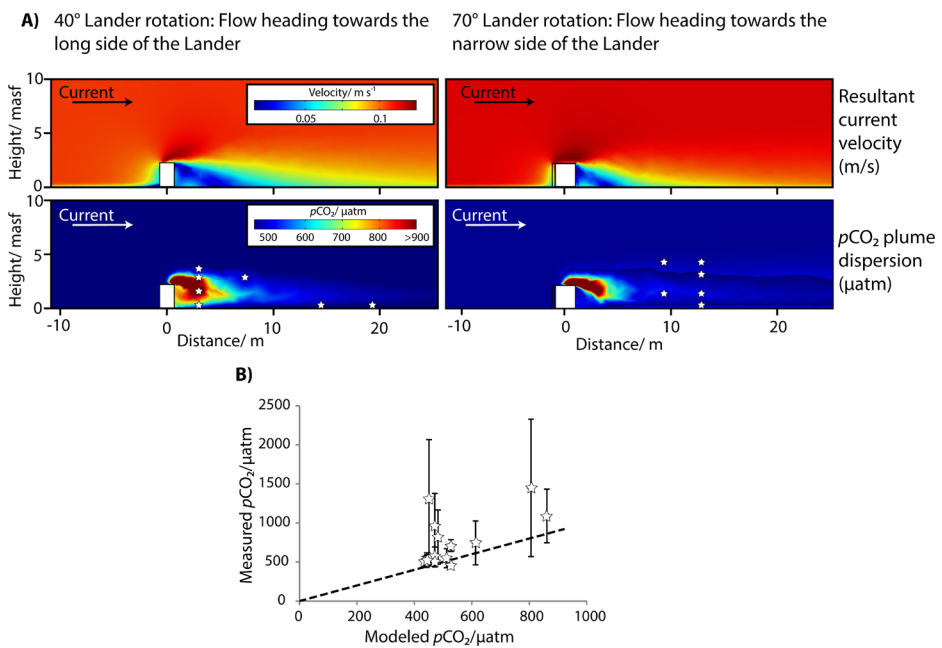 A) 40° Lander rotation: Flow heading towards the
long side of the Lander
70° Lander rotation: Flow heading towards the
narrow side of the Lander
10
5
0
Height/ masf
Current
Velocity/ m s⁻¹
0.05 0.1
Current
Resultant
current
velocity
(m/s)
10
5
0
Height/ masf
Current
pCO₂/ μatm
500 600 700 800 >900
Current
pCO₂ plume
dispersion
(μatm)
-10 0 10 20
Distance/ m
-10 0 10 20
Distance/ m
B)
2500
2000
1500
1000
500
0
Measured pCO₂/μatm
0 200 400 600 800 1000
Modeled pCO₂/μatm